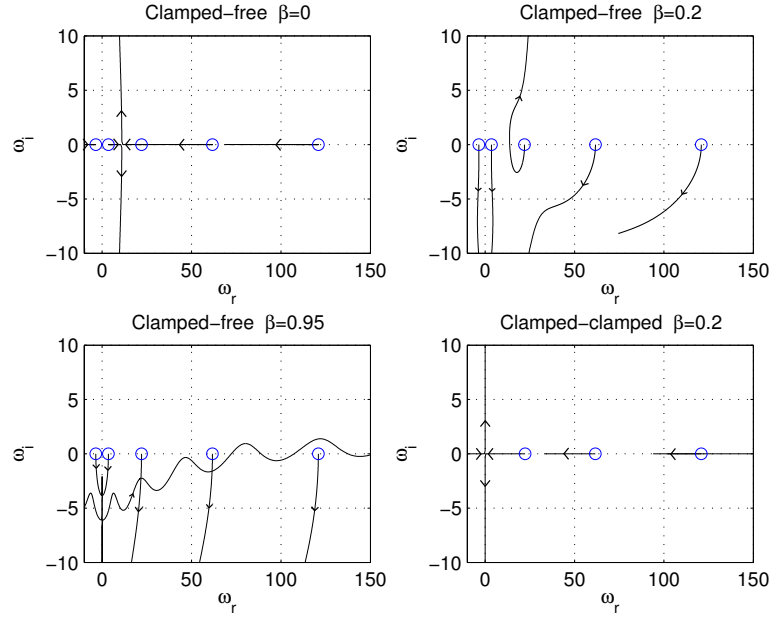 Clamped−free β=0
10
5
0
−5
−10
ω_i
0 50 100 150
ω_r
Clamped−free β=0.2
10
5
0
−5
−10
ω_i
0 50 100 150
ω_r
Clamped−free β=0.95
10
5
0
−5
−10
ω_i
0 50 100 150
ω_r
Clamped−clamped β=0.2
10
5
0
−5
−10
ω_i
0 50 100 150
ω_r